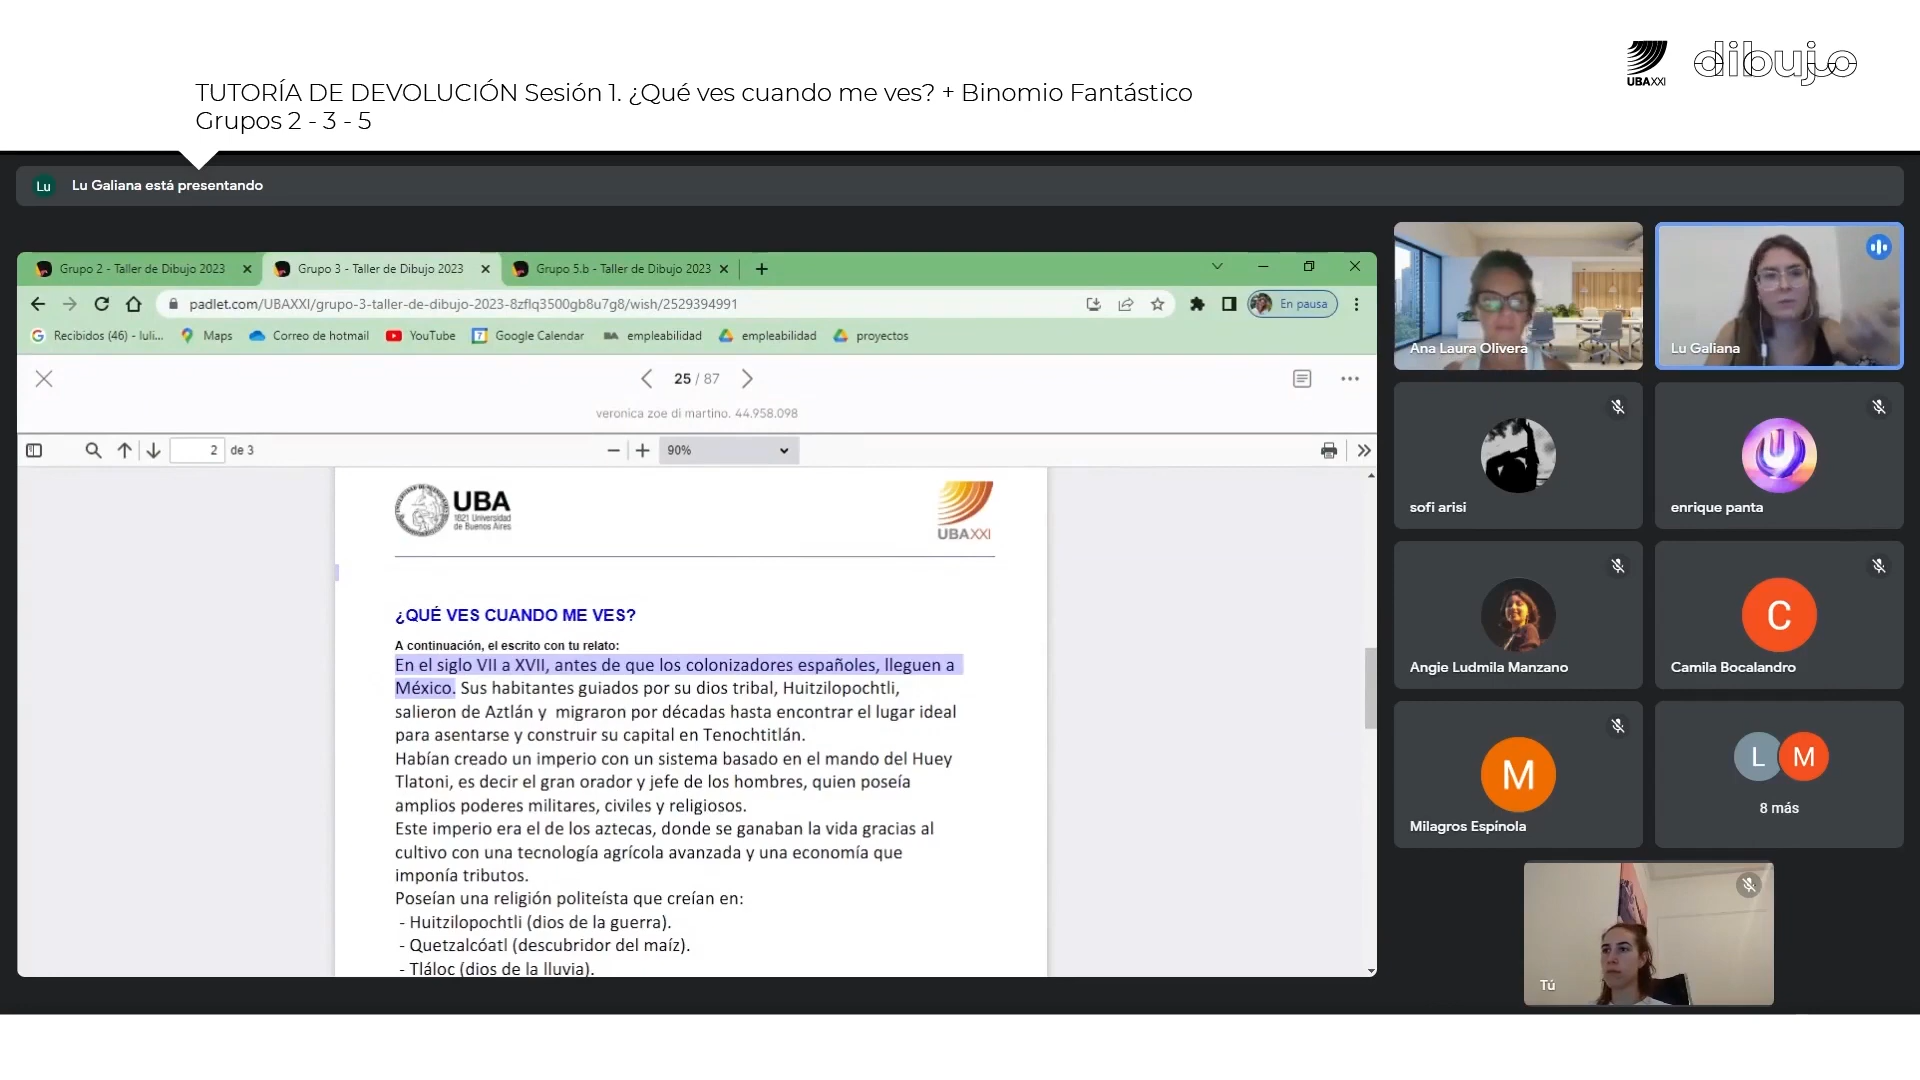 UBAXXI
dibujo
TUTORÍA DE DEVOLUCIÓN Sesión 1. ¿Qué ves cuando me ves? + Binomio Fantástico
Grupos 2 - 3 - 5
Lu
Lu Galiana está presentando
Grupo 2 - Taller de Dibujo 2023
Grupo 3 - Taller de Dibujo 2023
Grupo 5.b - Taller de Dibujo 2023
padlet.com/UBAXXI/grupo-3-taller-de-dibujo-2023-8zflq3500gb8u7g8/wish/2529394991
En pausa
Recibidos (46) - luli...
Maps
Correo de hotmail
YouTube
Google Calendar
empleabilidad
empleabilidad
proyectos
25 / 87
veronica zoe di martino. 44.958.098
2 de 3
90%
UBA
1821 Universidad
de Buenos Aires
UBAXXI
¿QUÉ VES CUANDO ME VES?
A continuación, el escrito con tu relato:
En el siglo VII a XVII, antes de que los colonizadores españoles, lleguen a
México. Sus habitantes guiados por su dios tribal, Huitzilopochtli,
salieron de Aztlán y migraron por décadas hasta encontrar el lugar ideal
para asentarse y construir su capital en Tenochtitlán.
Habían creado un imperio con un sistema basado en el mando del Huey
Tlatoni, es decir el gran orador y jefe de los hombres, quien poseía
amplios poderes militares, civiles y religiosos.
Este imperio era el de los aztecas, donde se ganaban la vida gracias al
cultivo con una tecnología agrícola avanzada y una economía que
imponía tributos.
Poseían una religión politeísta que creían en:
- Huitzilopochtli (dios de la guerra).
- Quetzalcóatl (descubridor del maíz).
- Tláloc (dios de la lluvia).
Ana Laura Olivera
Lu Galiana
sofi arisi
enrique panta
Angie Ludmila Manzano
C
Camila Bocalandro
M
Milagros Espínola
L M
8 más
Tú